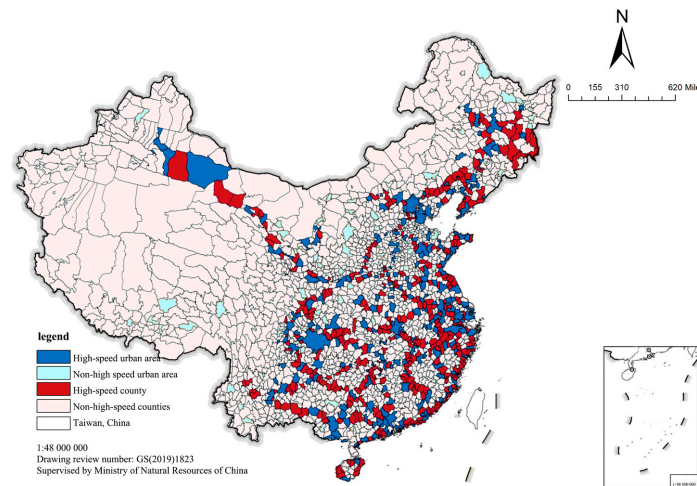 N
0 155 310 620 Mile
legend
High-speed urban area
Non-high speed urban area
High-speed county
Non-high-speed counties
Taiwan, China
1:48 000 000
Drawing review number: GS(2019)1823
Supervised by Ministry of Natural Resources of China